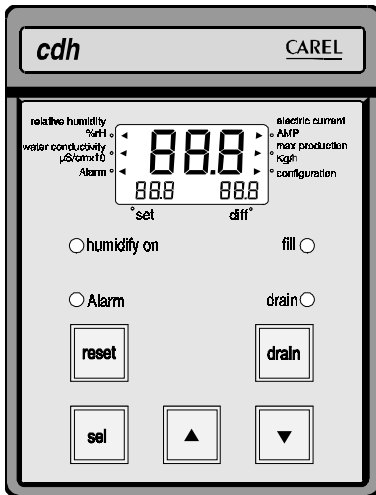 cdh CAREL
relative humidity
%rH
water conductivity
µS/cmx10
Alarm
88.8
electric current
AMP
max production
Kg/h
configuration
88.8 88.8
°set diff°
humidify on fill
Alarm drain
reset drain
sel ▲ ▼